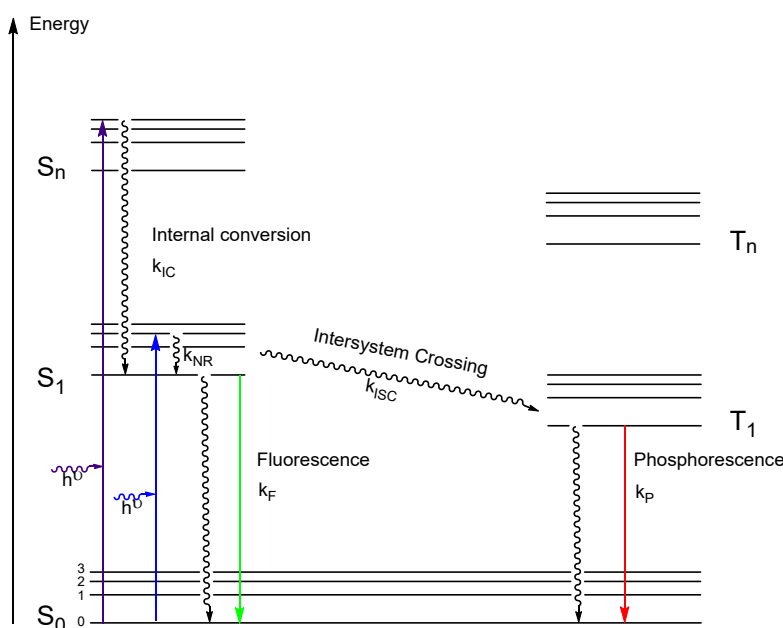 Energy
Sn
Tn
Internal conversion
kIC
Intersystem Crossing
kISC
kNR
S1
T1
Fluorescence
kF
Phosphorescence
kP
hυ
hυ
3
2
1
S0 0